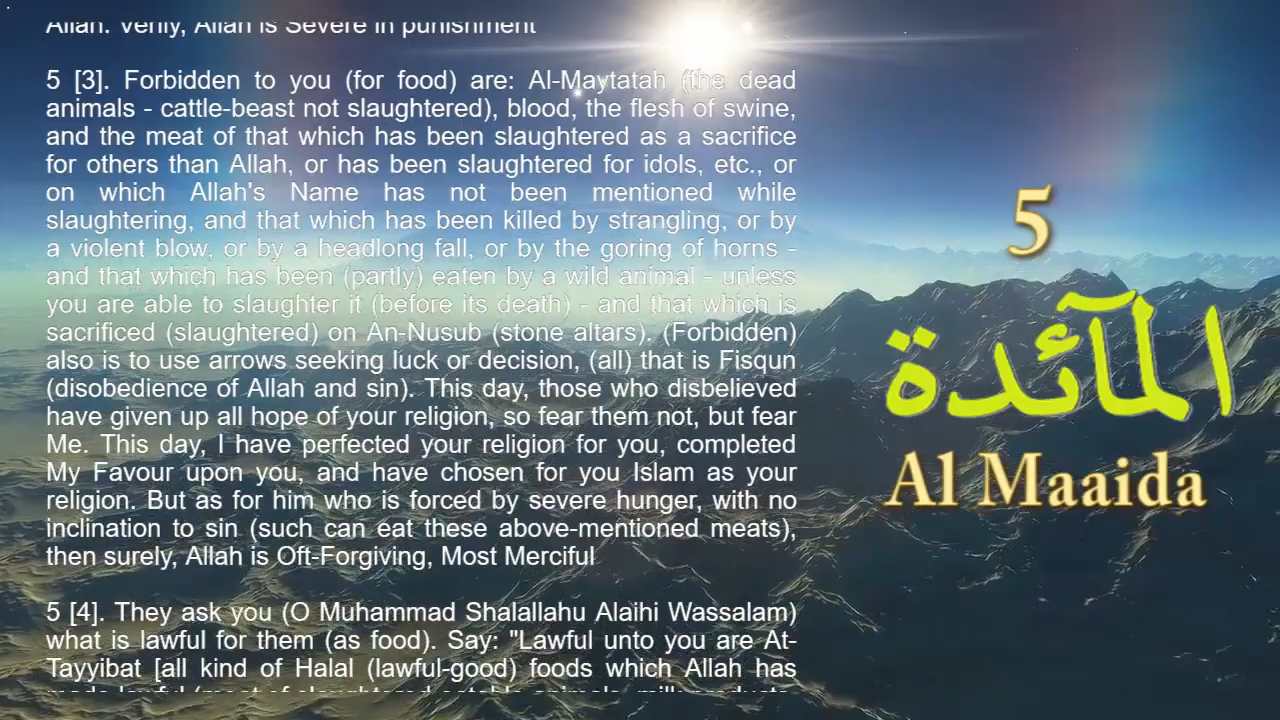 Allah. Verily, Allah is Severe in punishment
5 [3]. Forbidden to you (for food) are: Al-Maytatah (the dead
animals - cattle-beast not slaughtered), blood, the flesh of swine,
and the meat of that which has been slaughtered as a sacrifice
for others than Allah, or has been slaughtered for idols, etc., or
on which Allah's Name has not been mentioned while
slaughtering, and that which has been killed by strangling, or by
a violent blow, or by a headlong fall, or by the goring of horns -
and that which has been (partly) eaten by a wild animal - unless
you are able to slaughter it (before its death) - and that which is
sacrificed (slaughtered) on An-Nusub (stone altars). (Forbidden)
also is to use arrows seeking luck or decision, (all) that is Fisqun
(disobedience of Allah and sin). This day, those who disbelieved
have given up all hope of your religion, so fear them not, but fear
Me. This day, I have perfected your religion for you, completed
My Favour upon you, and have chosen for you Islam as your
religion. But as for him who is forced by severe hunger, with no
inclination to sin (such can eat these above-mentioned meats),
then surely, Allah is Oft-Forgiving, Most Merciful
5 [4]. They ask you (O Muhammad Shalallahu Alaihi Wassalam)
what is lawful for them (as food). Say: "Lawful unto you are At-
Tayyibat [all kind of Halal (lawful-good) foods which Allah has
made lawful (meat of slaughtered eatable animals, milk products,
5
المآئدة
Al Maaida